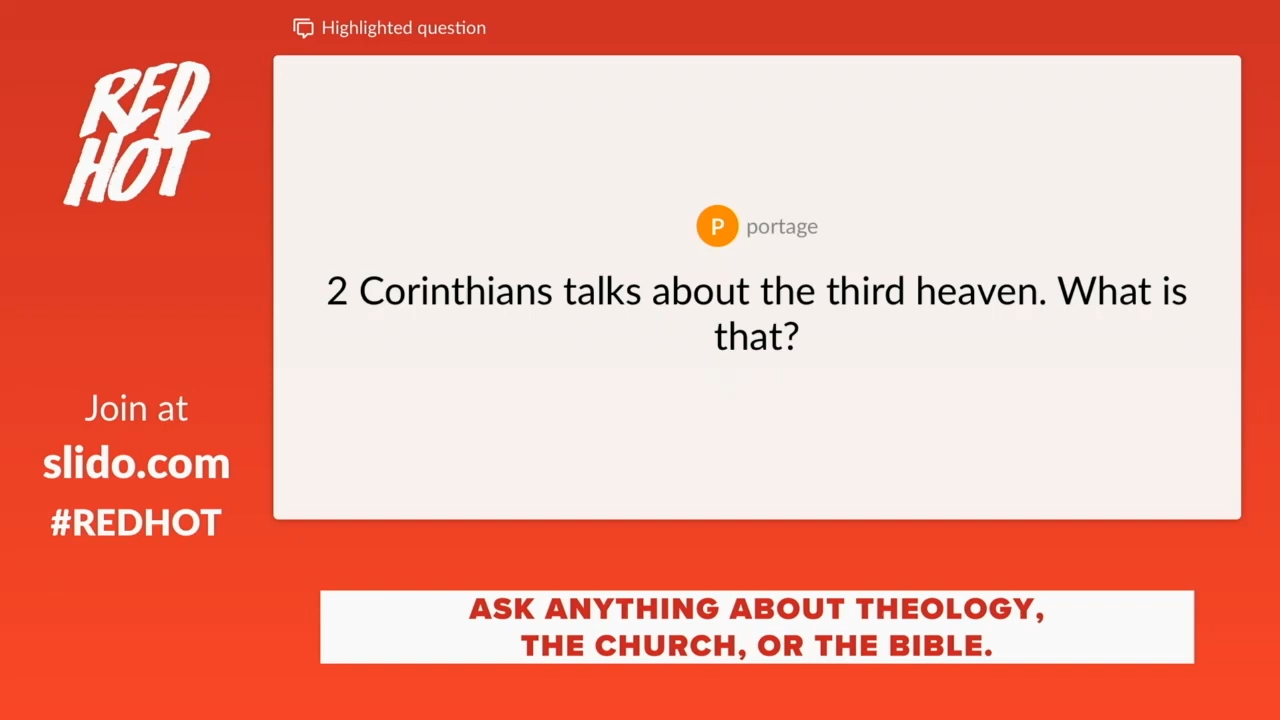 Highlighted question
RED
HOT
P portage
2 Corinthians talks about the third heaven. What is
that?
Join at
slido.com
#REDHOT
ASK ANYTHING ABOUT THEOLOGY,
THE CHURCH, OR THE BIBLE.